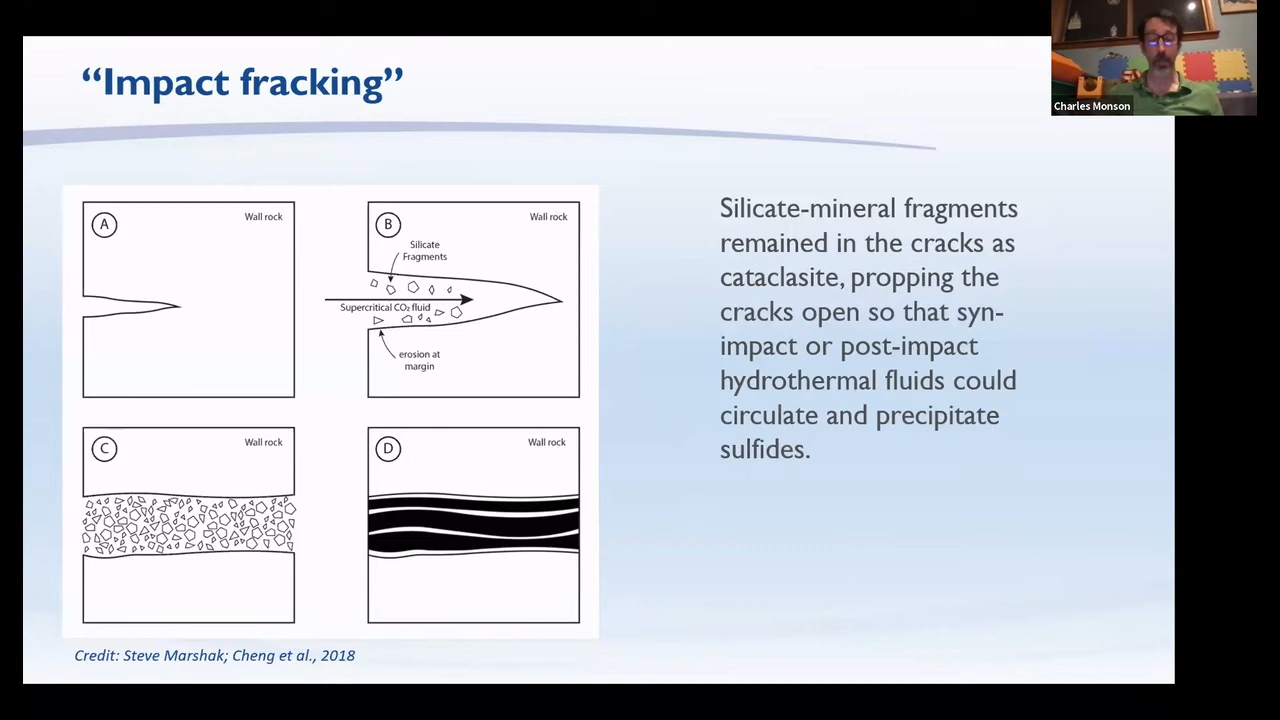 “Impact fracking”
Charles Monson
A
Wall rock
B
Wall rock
Silicate
Fragments
Supercritical CO₂ fluid
erosion at
margin
C
Wall rock
D
Wall rock
Silicate-mineral fragments
remained in the cracks as
cataclasite, propping the
cracks open so that syn-
impact or post-impact
hydrothermal fluids could
circulate and precipitate
sulfides.
Credit: Steve Marshak; Cheng et al., 2018